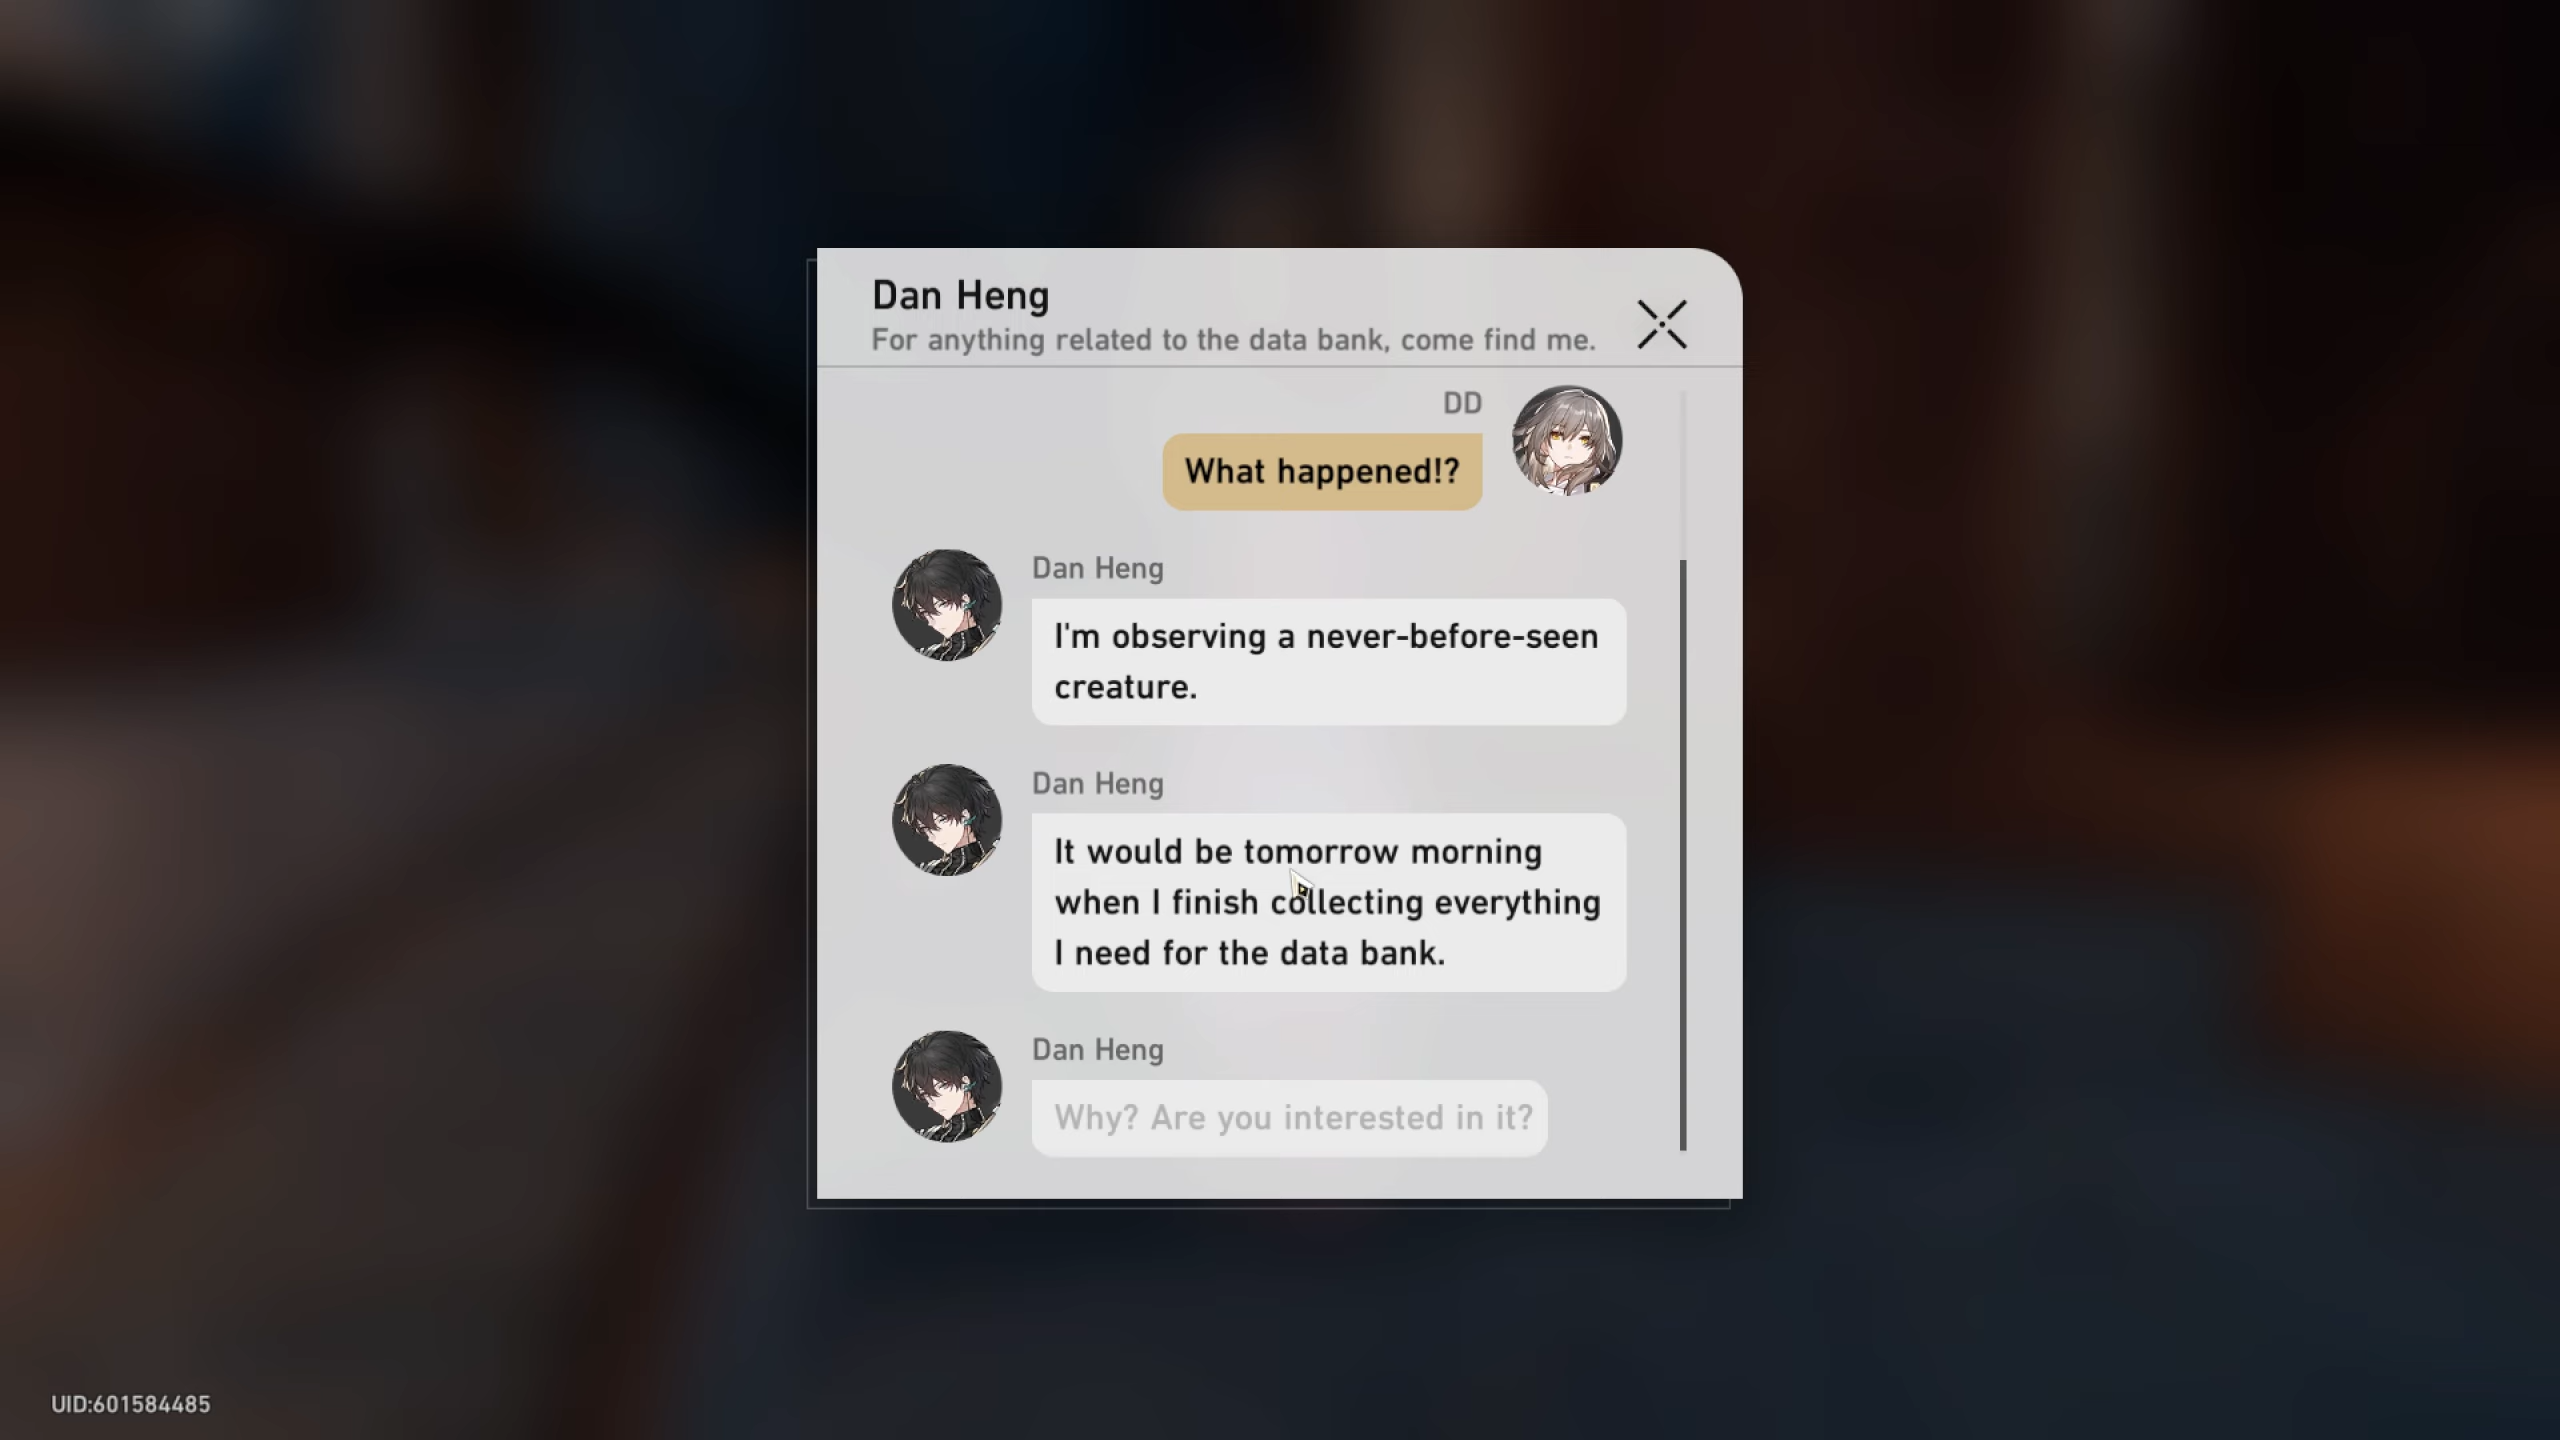 Dan Heng
For anything related to the data bank, come find me.
DD
What happened!?
Dan Heng
I'm observing a never-before-seen
creature.
Dan Heng
It would be tomorrow morning
when I finish collecting everything
I need for the data bank.
Dan Heng
Why? Are you interested in it?
UID:601584485